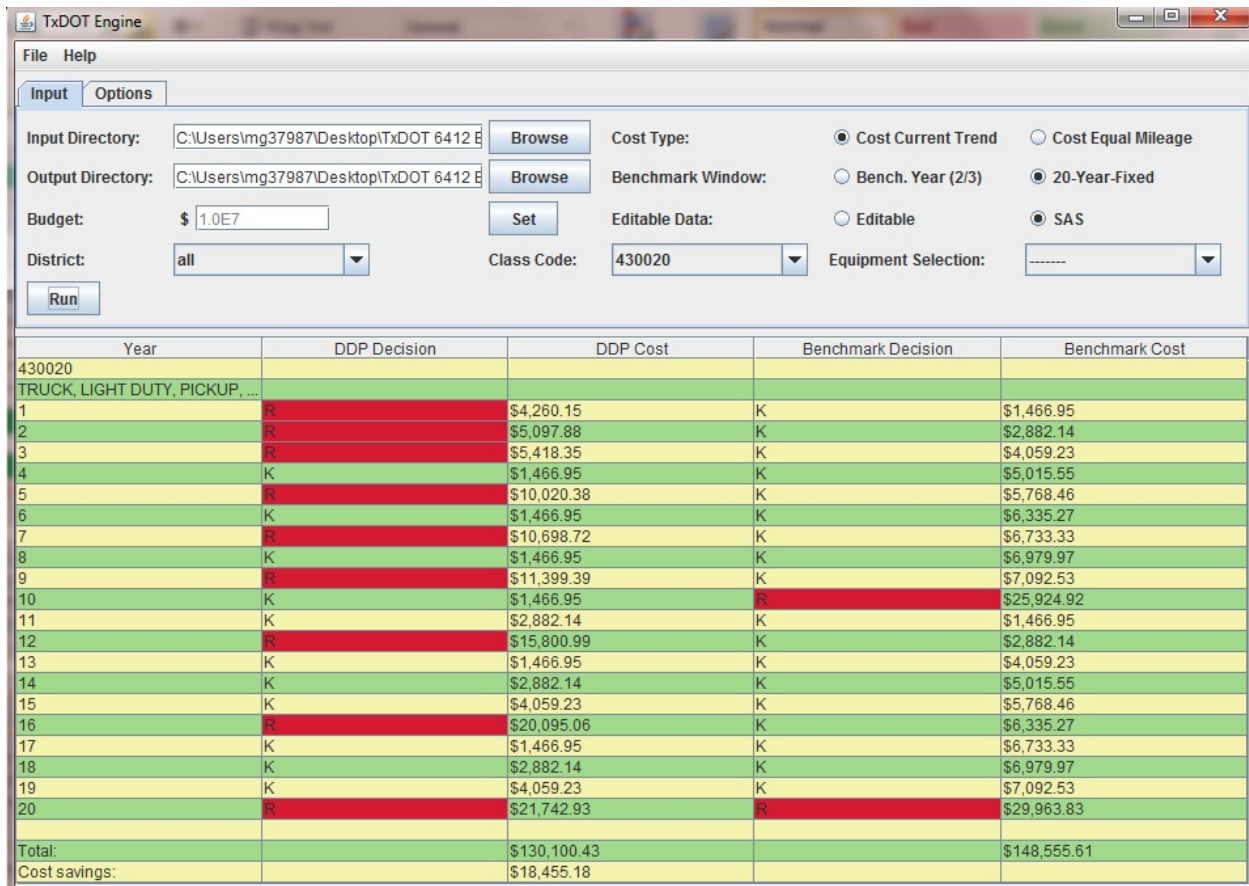 TxDOT Engine
File Help
Input Options
Input Directory: C:\Users\mg37987\Desktop\TxDOT 6412 E Browse Cost Type: Cost Current Trend Cost Equal Mileage
Output Directory: C:\Users\mg37987\Desktop\TxDOT 6412 E Browse Benchmark Window: Bench. Year (2/3) 20-Year-Fixed
Budget: $ 1.0E7 Set Editable Data: Editable SAS
District: all Class Code: 430020 Equipment Selection: -------
Run
Year DDP Decision DDP Cost Benchmark Decision Benchmark Cost
430020
TRUCK, LIGHT DUTY, PICKUP, ...
1 R $4,260.15 K $1,466.95
2 R $5,097.88 K $2,882.14
3 R $5,418.35 K $4,059.23
4 K $1,466.95 K $5,015.55
5 R $10,020.38 K $5,768.46
6 K $1,466.95 K $6,335.27
7 R $10,698.72 K $6,733.33
8 K $1,466.95 K $6,979.97
9 R $11,399.39 K $7,092.53
10 K $1,466.95 R $25,924.92
11 K $2,882.14 K $1,466.95
12 R $15,800.99 K $2,882.14
13 K $1,466.95 K $4,059.23
14 K $2,882.14 K $5,015.55
15 K $4,059.23 K $5,768.46
16 R $20,095.06 K $6,335.27
17 K $1,466.95 K $6,733.33
18 K $2,882.14 K $6,979.97
19 K $4,059.23 K $7,092.53
20 R $21,742.93 R $29,963.83
Total: $130,100.43 $148,555.61
Cost savings: $18,455.18